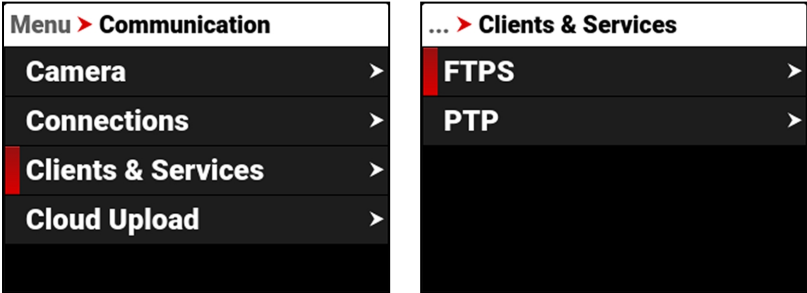 Menu ➤ Communication
Camera ➤
Connections ➤
Clients & Services ➤
Cloud Upload ➤
... ➤ Clients & Services
FTPS ➤
PTP ➤